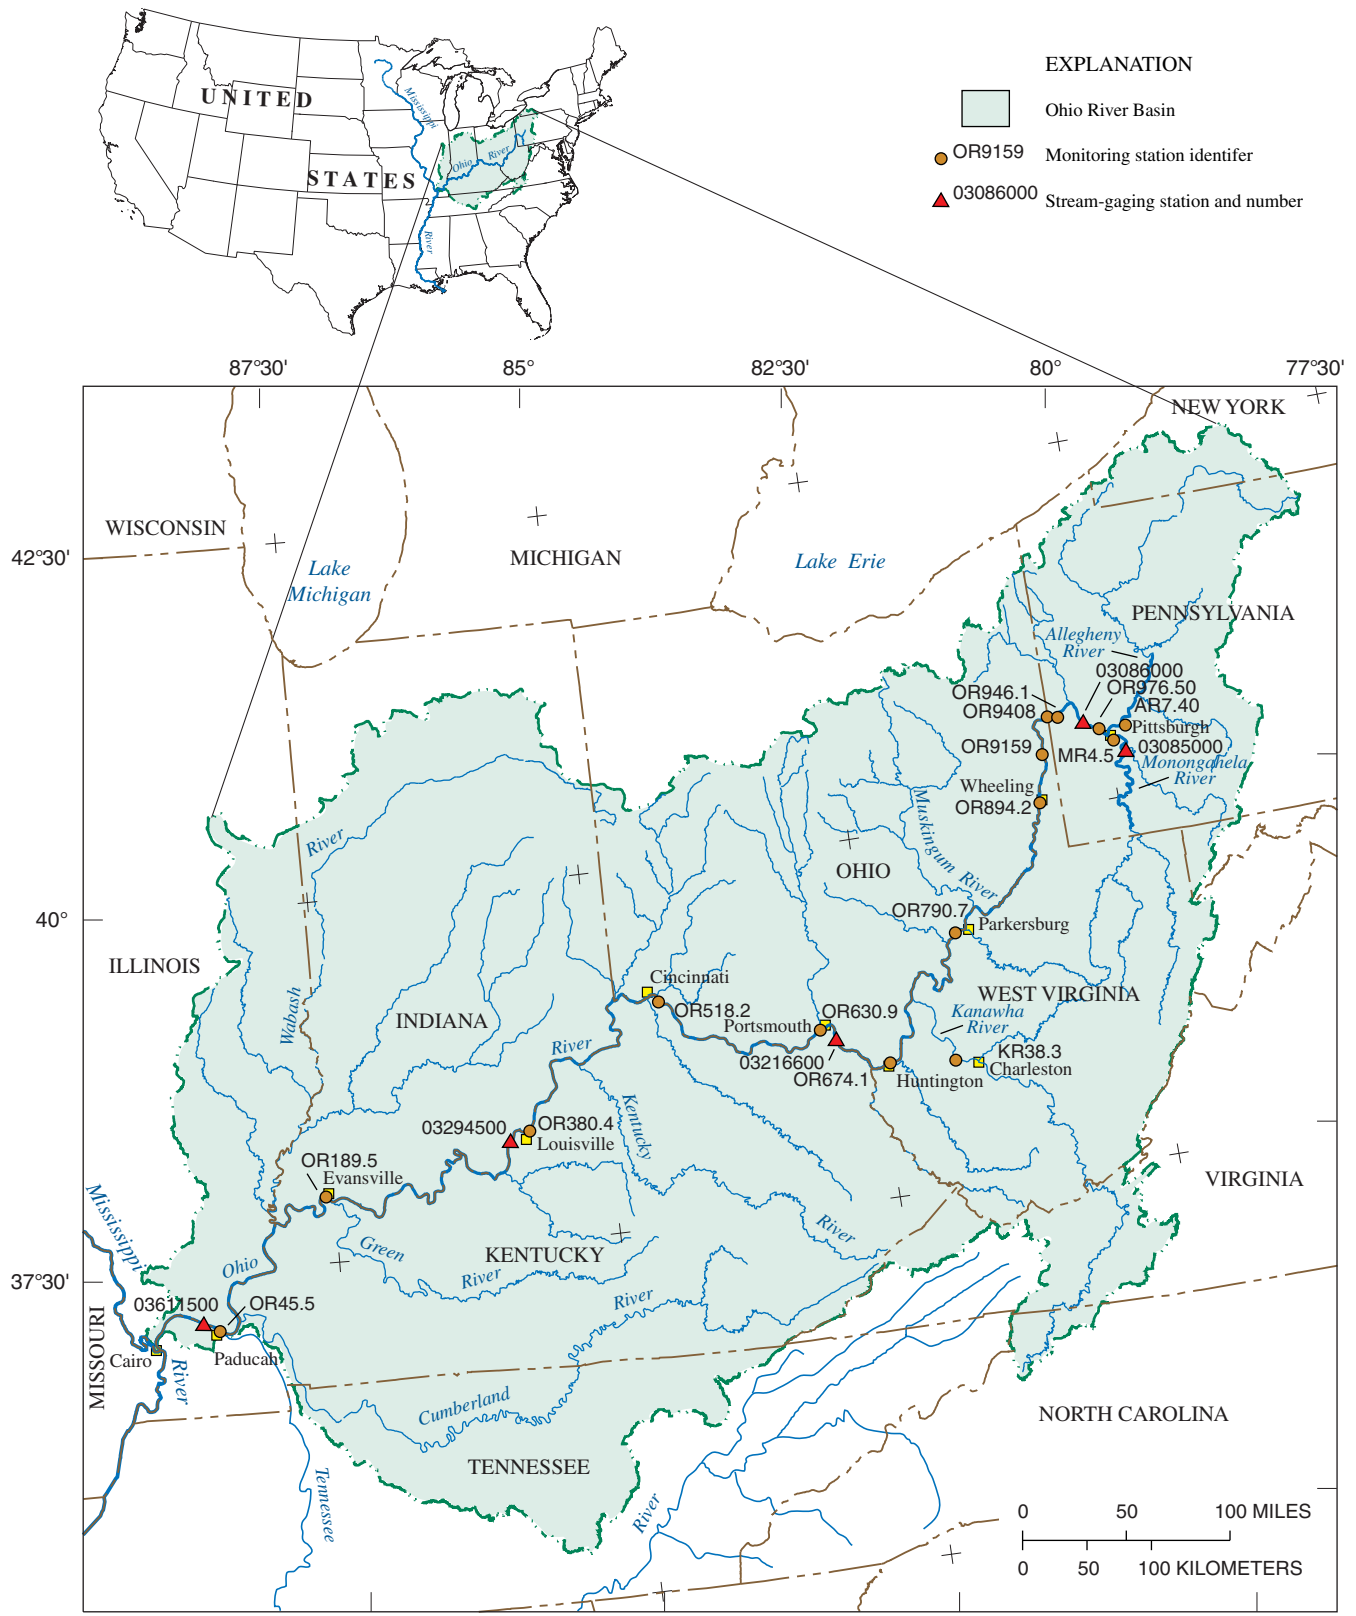 EXPLANATION
Ohio River Basin
OR9159 Monitoring station identifer
03086000 Stream-gaging station and number
UNITED
STATES
Mississippi
River
Ohio River
87°30'
85°
82°30'
80°
77°30'
NEW YORK
WISCONSIN
MICHIGAN
42°30'
Lake
Michigan
Lake Erie
PENNSYLVANIA
Allegheny
River
03086000
OR976.50
AR7.40
OR946.1
OR9408
Pittsburgh
OR9159
MR4.5
03085000
Monongahela
River
Wheeling
OR894.2
Muskingum River
River
OHIO
40°
OR790.7
Parkersburg
ILLINOIS
Cincinnati
WEST VIRGINIA
Wabash
INDIANA
OR518.2
OR630.9
Portsmouth
Kanawha
River
River
03216600
OR674.1
KR38.3
Charleston
Huntington
Kentucky
03294500
OR380.4
Louisville
OR189.5
Evansville
VIRGINIA
Mississippi
River
Green
River
KENTUCKY
Ohio
37°30'
River
03611500
OR45.5
MISSOURI
Cairo
River
Paducah
Cumberland
NORTH CAROLINA
TENNESSEE
Tennessee
River
0 50 100 MILES
0 50 100 KILOMETERS